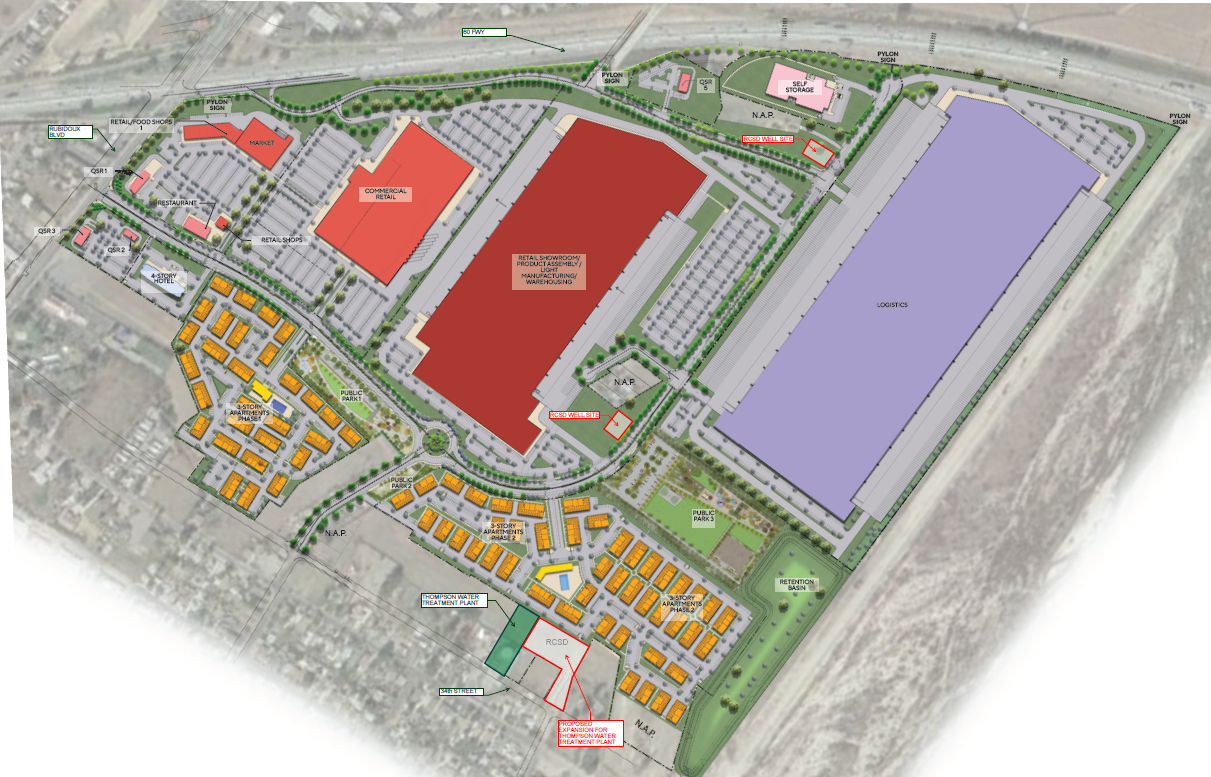 60 FWY
PYLON
SIGN
PYLON
SIGN
QSR
5
SELF
STORAGE
N.A.P.
PYLON
SIGN
PYLON
SIGN
RETAIL/FOOD SHOPS
1
RUBIDOUX
BLVD
MARKET
RCSD WELL SITE
QSR 1
COMMERCIAL
RETAIL
RESTAURANT
QSR 3
QSR 2
RETAIL SHOPS
4-STORY
HOTEL
RETAIL SHOWROOM/
PRODUCT ASSEMBLY /
LIGHT
MANUFACTURING/
WAREHOUSING
LOGISTICS
N.A.P.
PUBLIC
PARK 1
3-STORY
APARTMENTS
PHASE 1
RCSD WELL SITE
PUBLIC
PARK 2
PUBLIC
PARK 3
N.A.P.
3-STORY
APARTMENTS
PHASE 2
RETENTION
BASIN
THOMPSON WATER
TREATMENT PLANT
3-STORY
APARTMENTS
PHASE 2
RCSD
34th STREET
PROPOSED
EXPANSION FOR
THOMPSON WATER
TREATMENT PLANT
N.A.P.